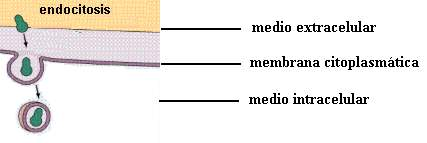 endocitosis
medio extracelular
membrana citoplasmática
medio intracelular